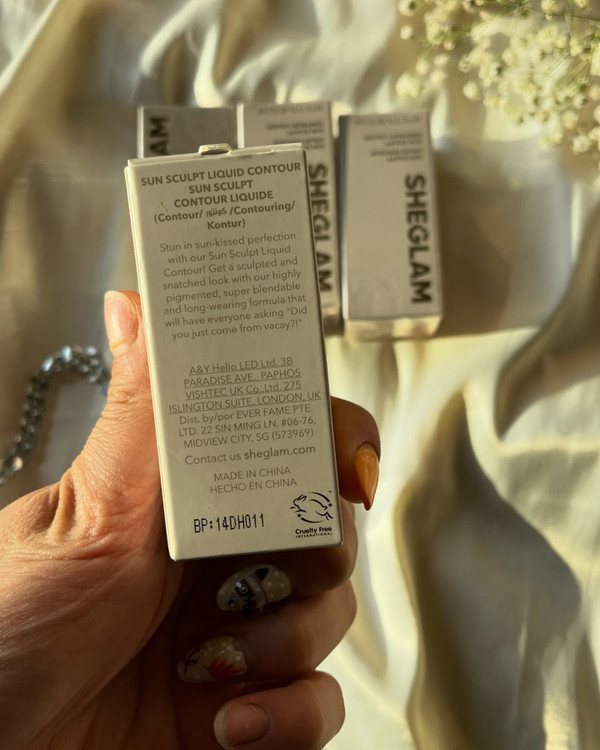 SUN SCULPT LIQUID CONTOUR
SUN SCULPT
CONTOUR LIQUIDE
(Contour/ كونتور /Contouring/
Kontur)
Stun in sun-kissed perfection
with our Sun Sculpt Liquid
Contour! Get a sculpted and
snatched look with our highly
pigmented, super blendable
and long-wearing formula that
will have everyone asking "Did
you just come from vacay?!"
A&Y Hello LED Ltd. 3B
PARADISE AVE., PAPHOS
VISHTEC UK Co.,Ltd. 275
ISLINGTON SUITE, LONDON, UK
Dist. by/por EVER FAME PTE.
LTD. 22 SIN MING LN, #06-76,
MIDVIEW CITY, SG (573969)
Contact us sheglam.com
MADE IN CHINA
HECHO EN CHINA
BP:14DH011
Cruelty Free
INTERNATIONAL
AM
SHEGLAM
SHEGLAM